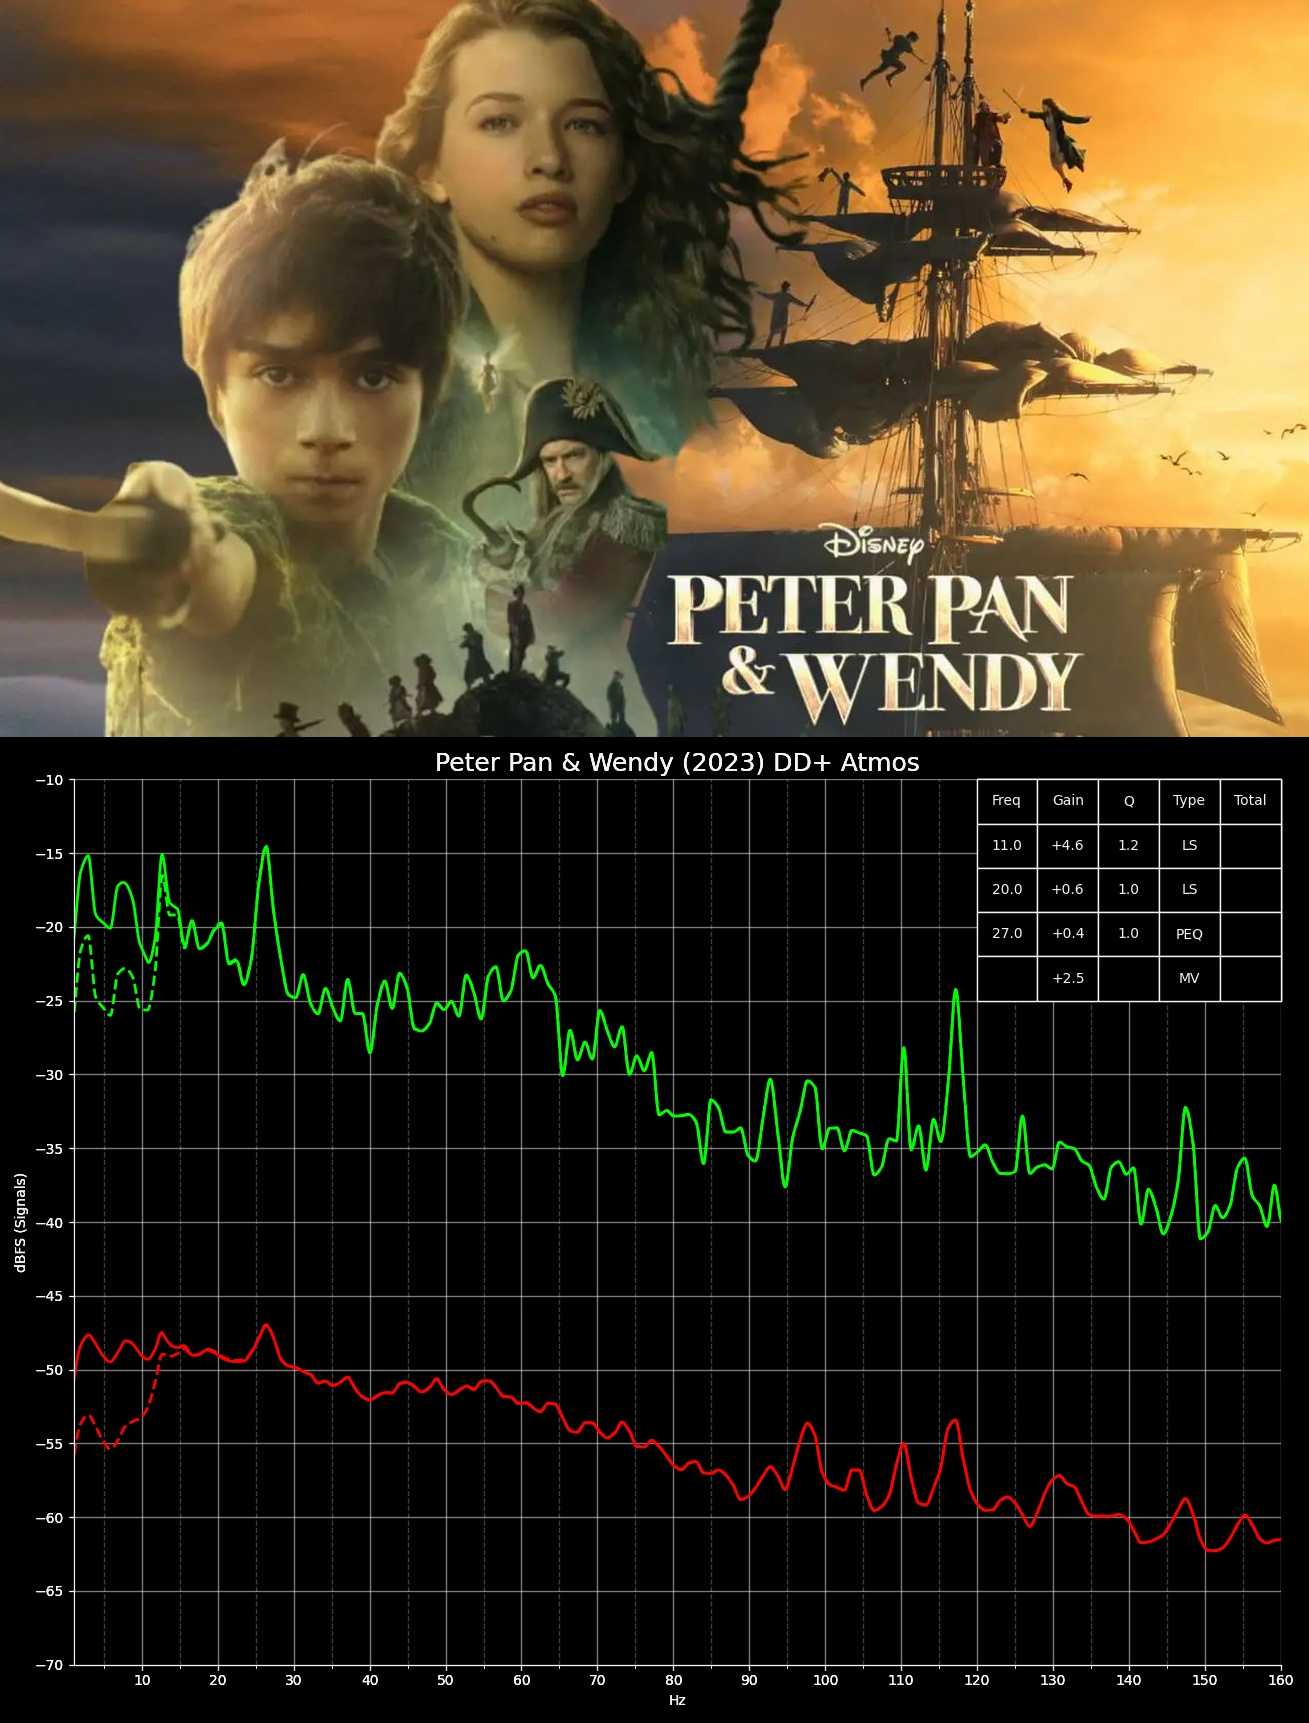 DISNEY
PETER PAN
& WENDY
Peter Pan & Wendy (2023) DD+ Atmos
Freq Gain Q Type Total
11.0 +4.6 1.2 LS
20.0 +0.6 1.0 LS
27.0 +0.4 1.0 PEQ
+2.5 MV
−10
−15
−20
−25
−30
−35
−40
−45
−50
−55
−60
−65
−70
dBFS (Signals)
10 20 30 40 50 60 70 80 90 100 110 120 130 140 150 160
Hz